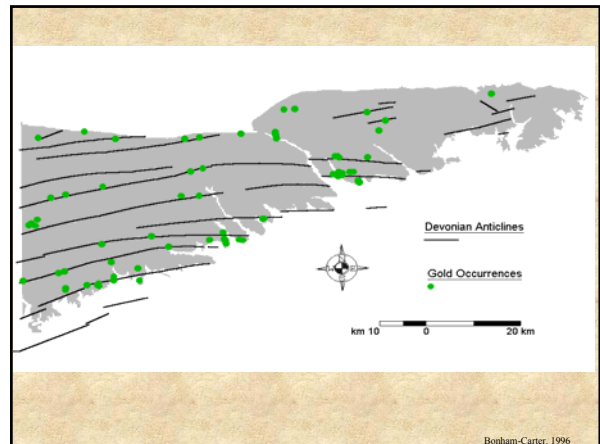 Devonian Anticlines
Gold Occurrences
km 10 0 20 km
Bonham-Carter, 1996